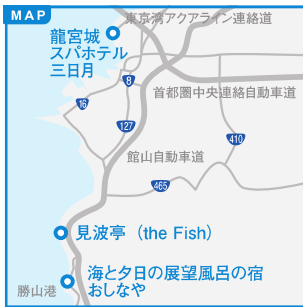 MAP
東京湾アクアライン連絡道
龍宮城
スパホテル
三日月
8
首都圏中央連絡自動車道
16
127
410
館山自動車道
465
見波亭（the Fish）
海と夕日の展望風呂の宿
おしなや
勝山港